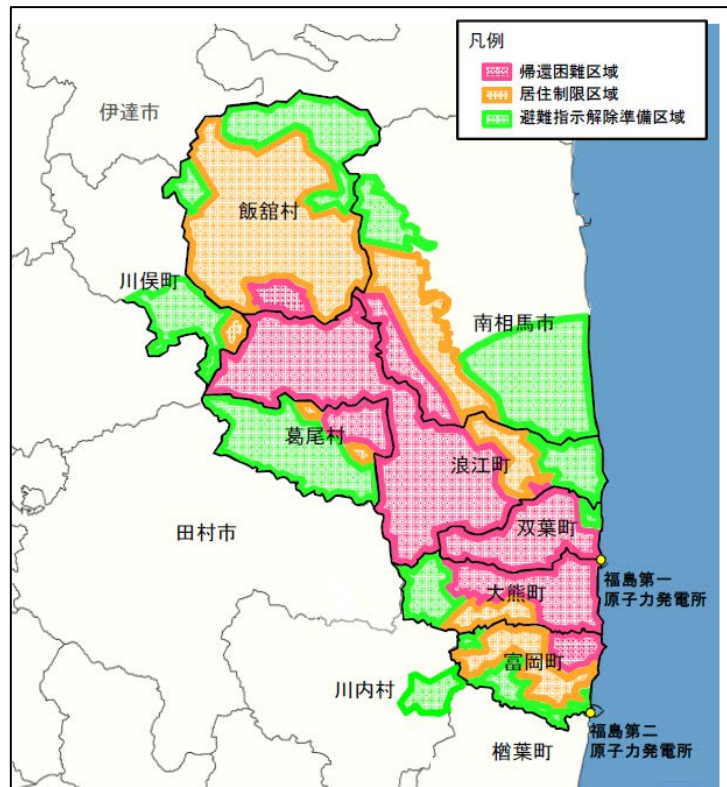 凡例
帰還困難区域
居住制限区域
避難指示解除準備区域
伊達市
飯舘村
川俣町
南相馬市
葛尾村
浪江町
田村市
双葉町
福島第一
原子力発電所
大熊町
富岡町
川内村
福島第二
原子力発電所
楢葉町